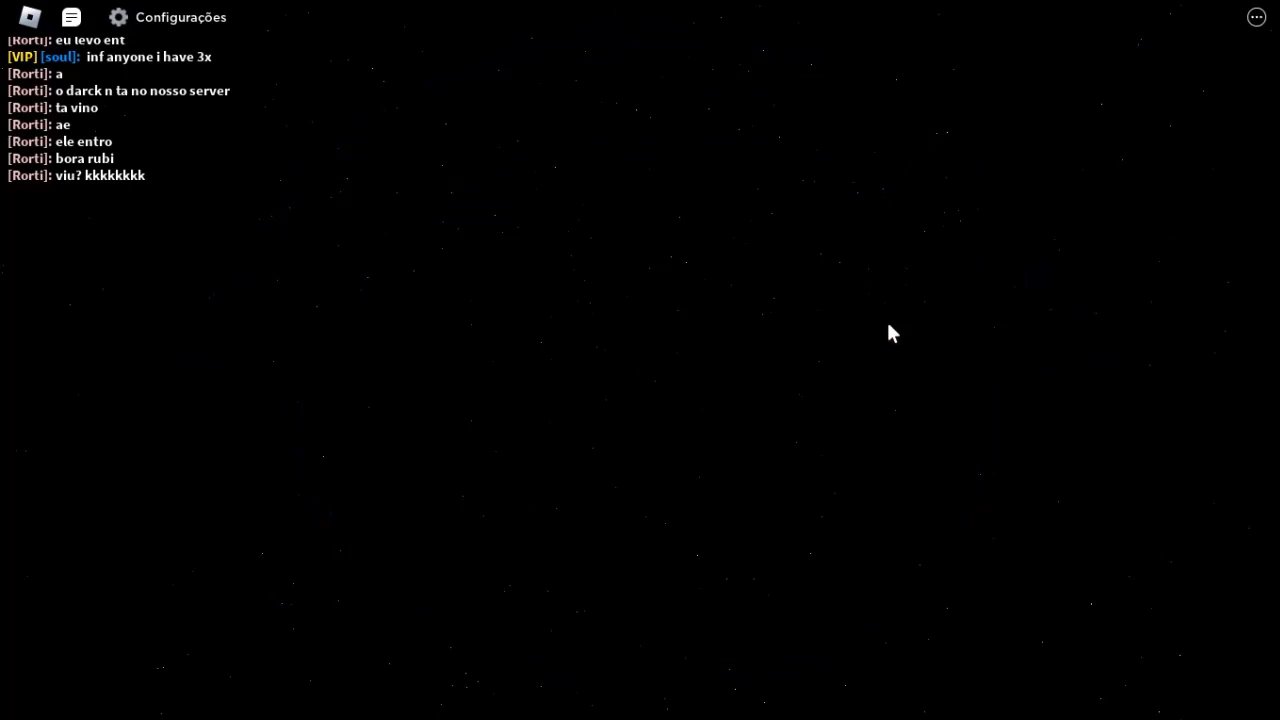 Configurações
[Rorti]: eu levo ent
[VIP] [soul]: inf anyone i have 3x
[Rorti]: a
[Rorti]: o darck n ta no nosso server
[Rorti]: ta vino
[Rorti]: ae
[Rorti]: ele entro
[Rorti]: bora rubi
[Rorti]: viu? kkkkkkkk